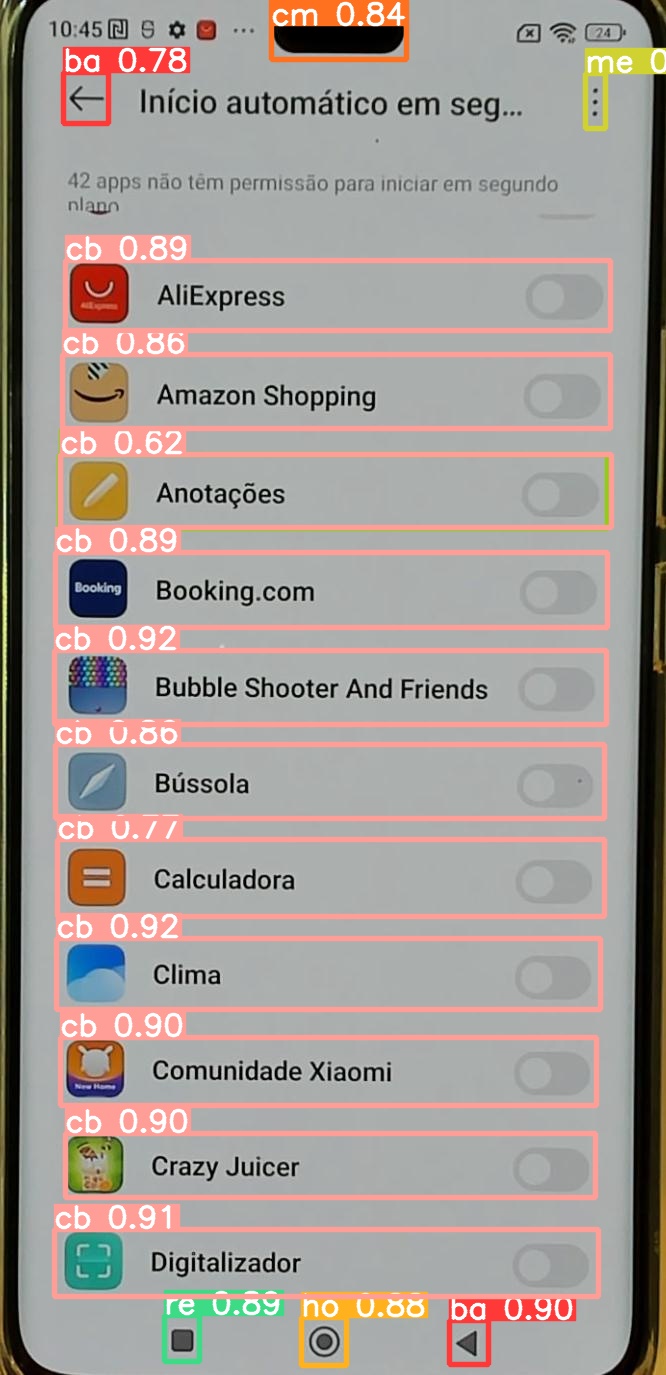 cm 0.84
10:45
24
ba 0.78
me 0
Início automático em seg...
42 apps não têm permissão para iniciar em segundo
plano
cb 0.89
AliExpress
AliExpress
cb 0.86
Amazon Shopping
cb 0.62
Anotações
cb 0.89
Booking
Booking.com
cb 0.92
Bubble Shooter And Friends
cb 0.86
Bússola
cb 0.77
Calculadora
cb 0.92
Clima
cb 0.90
New Home
Comunidade Xiaomi
cb 0.90
Crazy Juicer
cb 0.91
Digitalizador
re 0.89
ho 0.88
ba 0.90